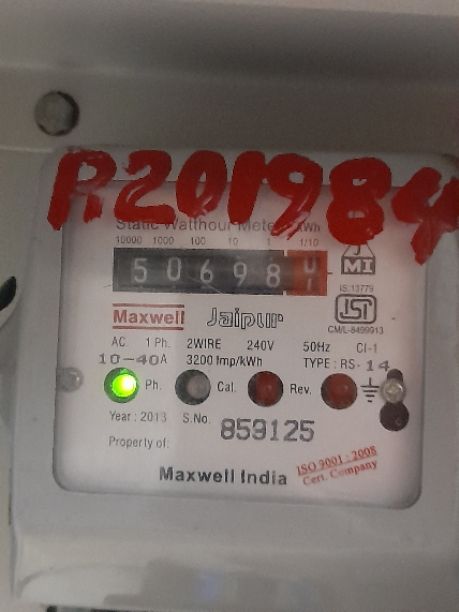 R201984
Static Watthour Meter kWh
10000 1000 100 10 1 1/10
50698
MI
IS:13779
ISI
CM/L-8499913
Maxwell Jaipur
AC 1 Ph. 2WIRE 240V 50Hz Cl-1
10-40A 3200 Imp/kWh TYPE : RS-14
Ph. Cal. Rev.
Year : 2013 S.No. 859125
Property of:
Maxwell India
ISO 9001 : 2008
Cert. Company